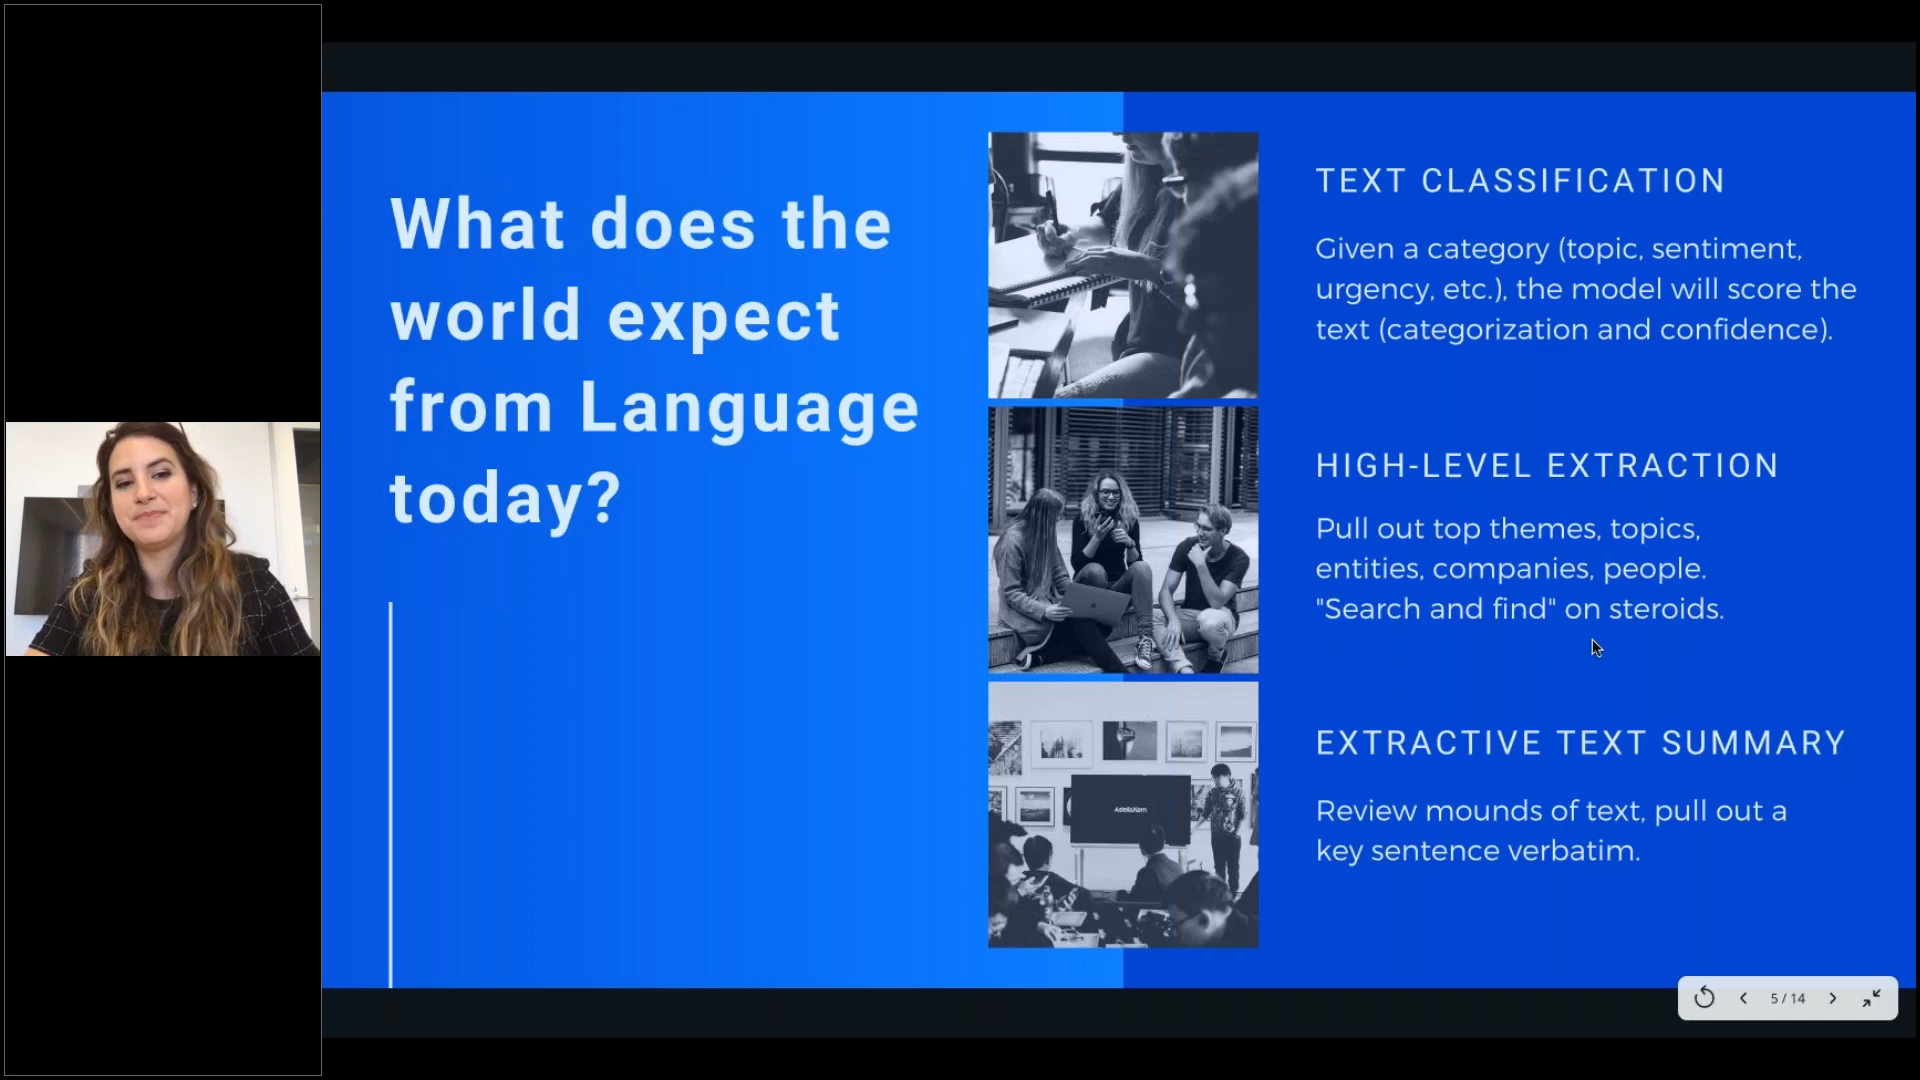 What does the
world expect
from Language
today?
TEXT CLASSIFICATION
Given a category (topic, sentiment,
urgency, etc.), the model will score the
text (categorization and confidence).
HIGH-LEVEL EXTRACTION
Pull out top themes, topics,
entities, companies, people.
"Search and find" on steroids.
EXTRACTIVE TEXT SUMMARY
Review mounds of text, pull out a
key sentence verbatim.
5 / 14